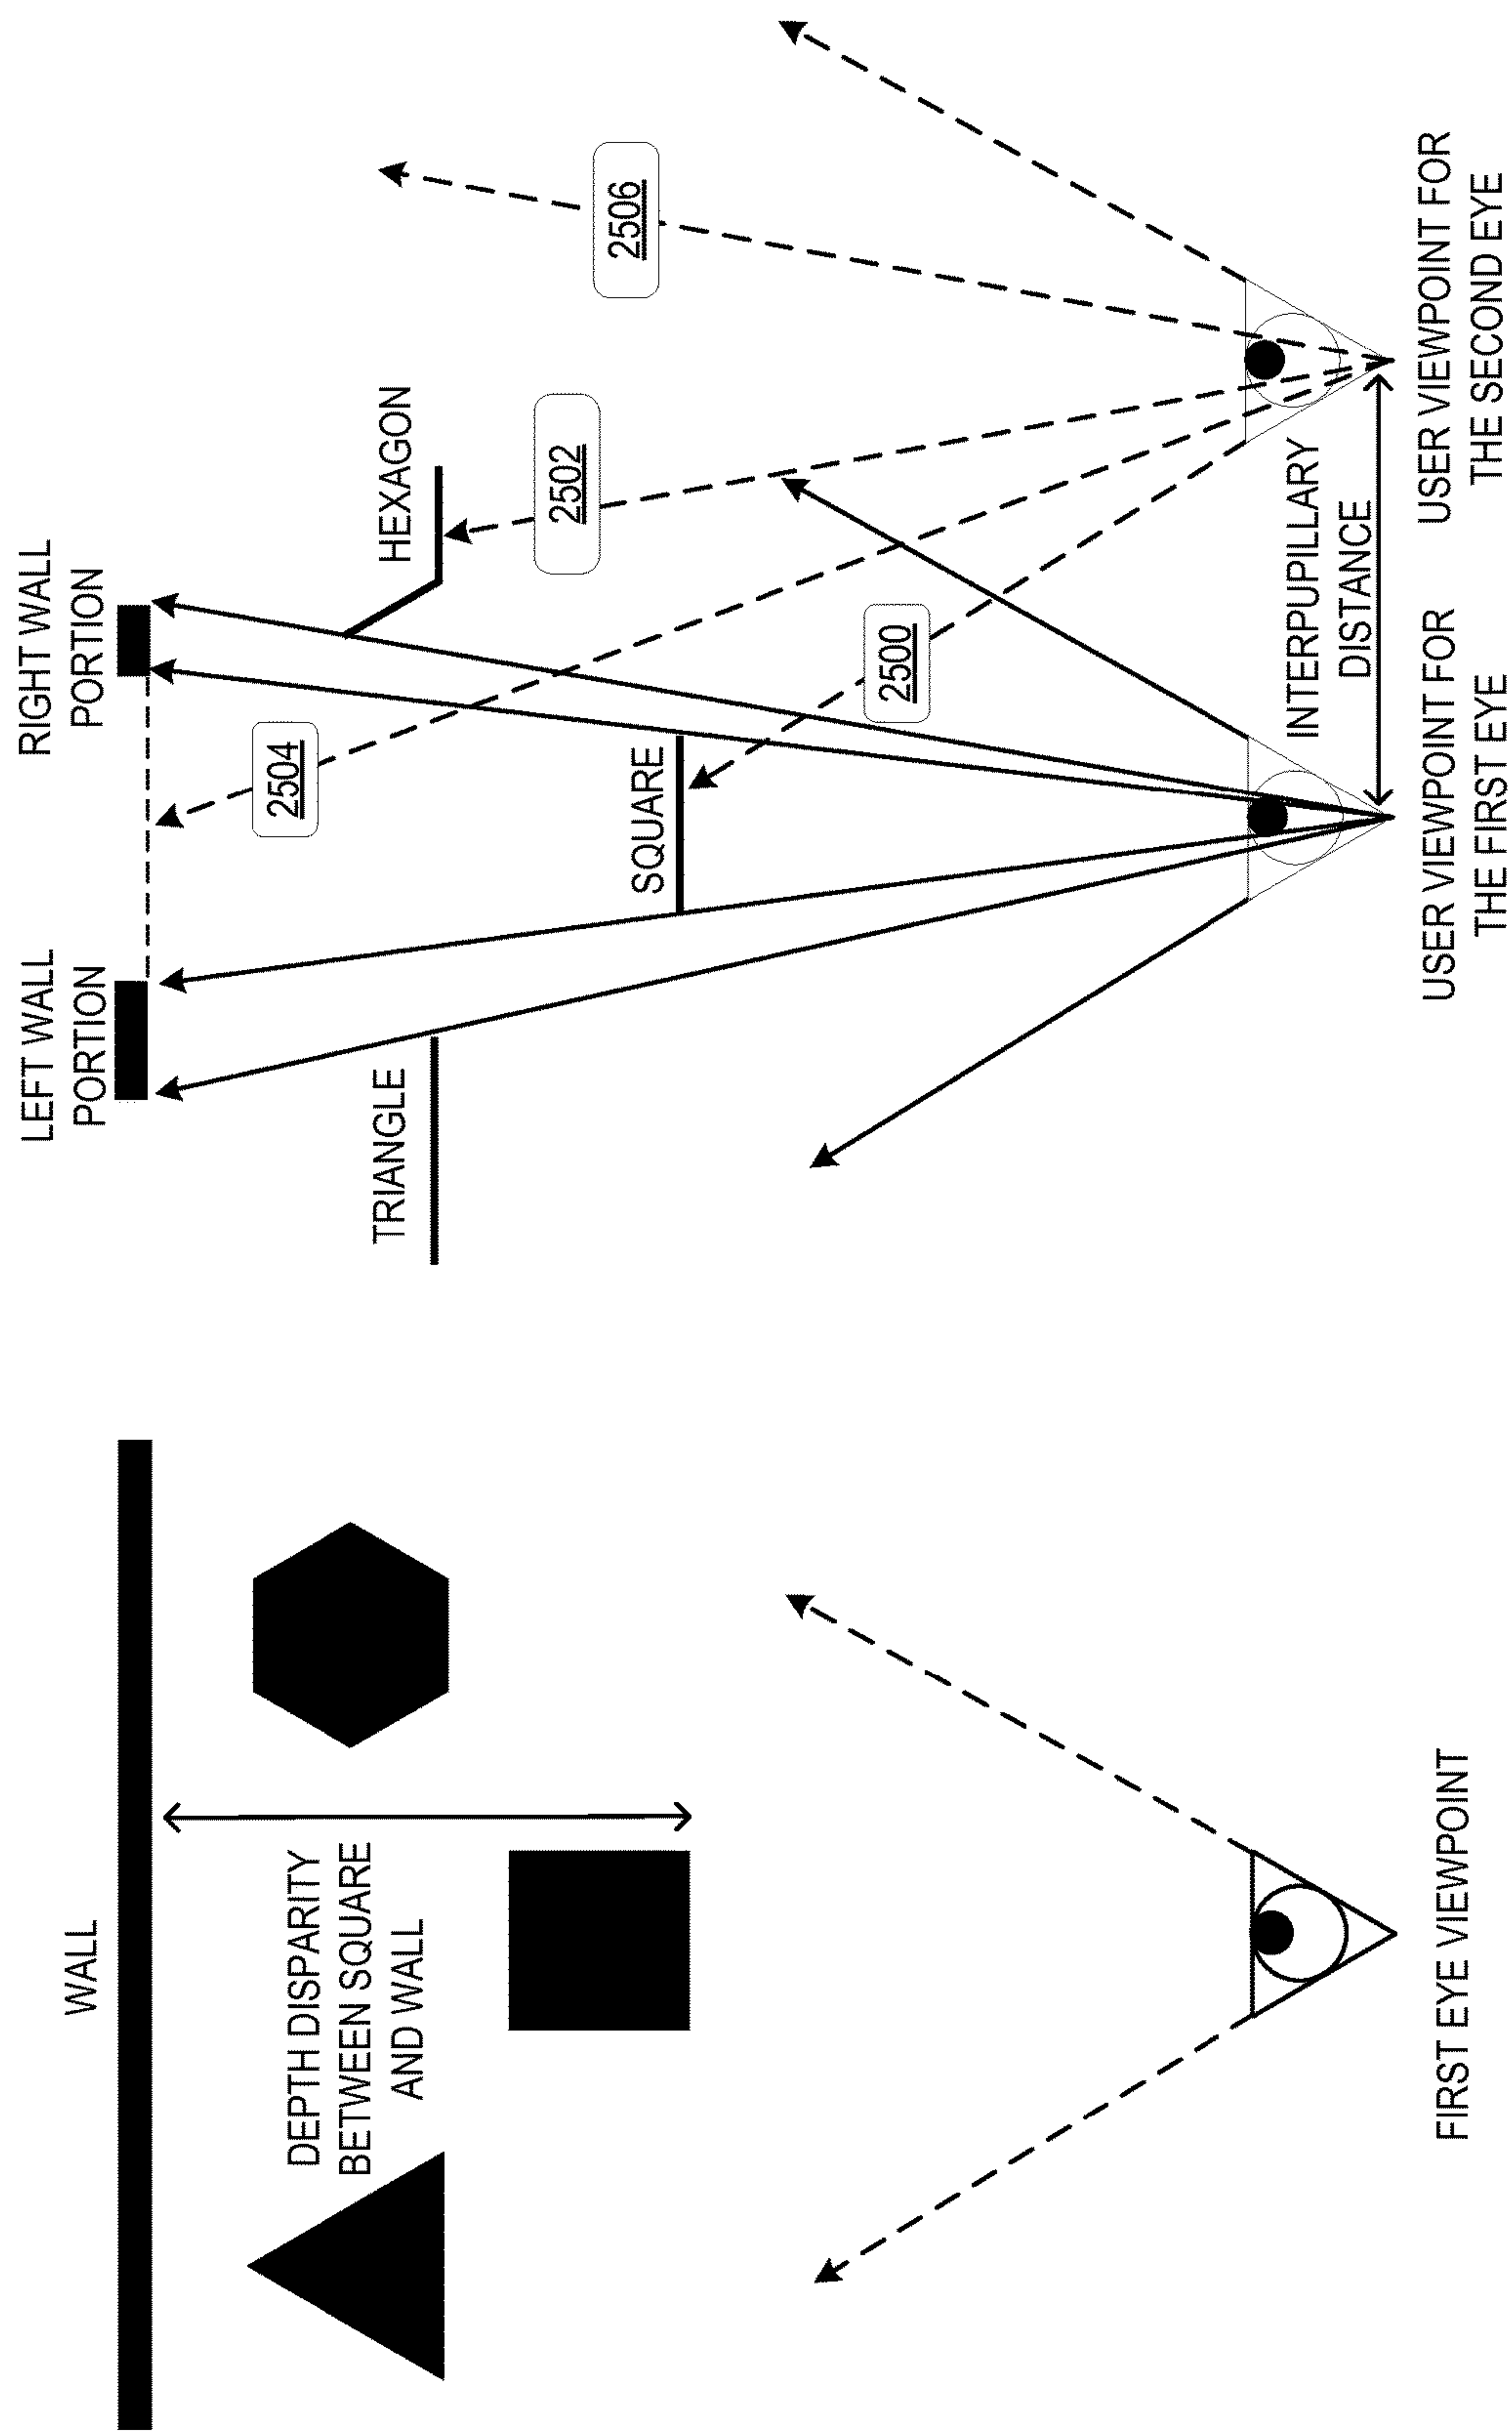 WALL
DEPTH DISPARITY
BETWEEN SQUARE
AND WALL
FIRST EYE VIEWPOINT
LEFT WALL
PORTION
RIGHT WALL
PORTION
TRIANGLE
2504
HEXAGON
SQUARE
2502
2506
2500
INTERPUPILLARY
DISTANCE
USER VIEWPOINT FOR
THE FIRST EYE
USER VIEWPOINT FOR
THE SECOND EYE